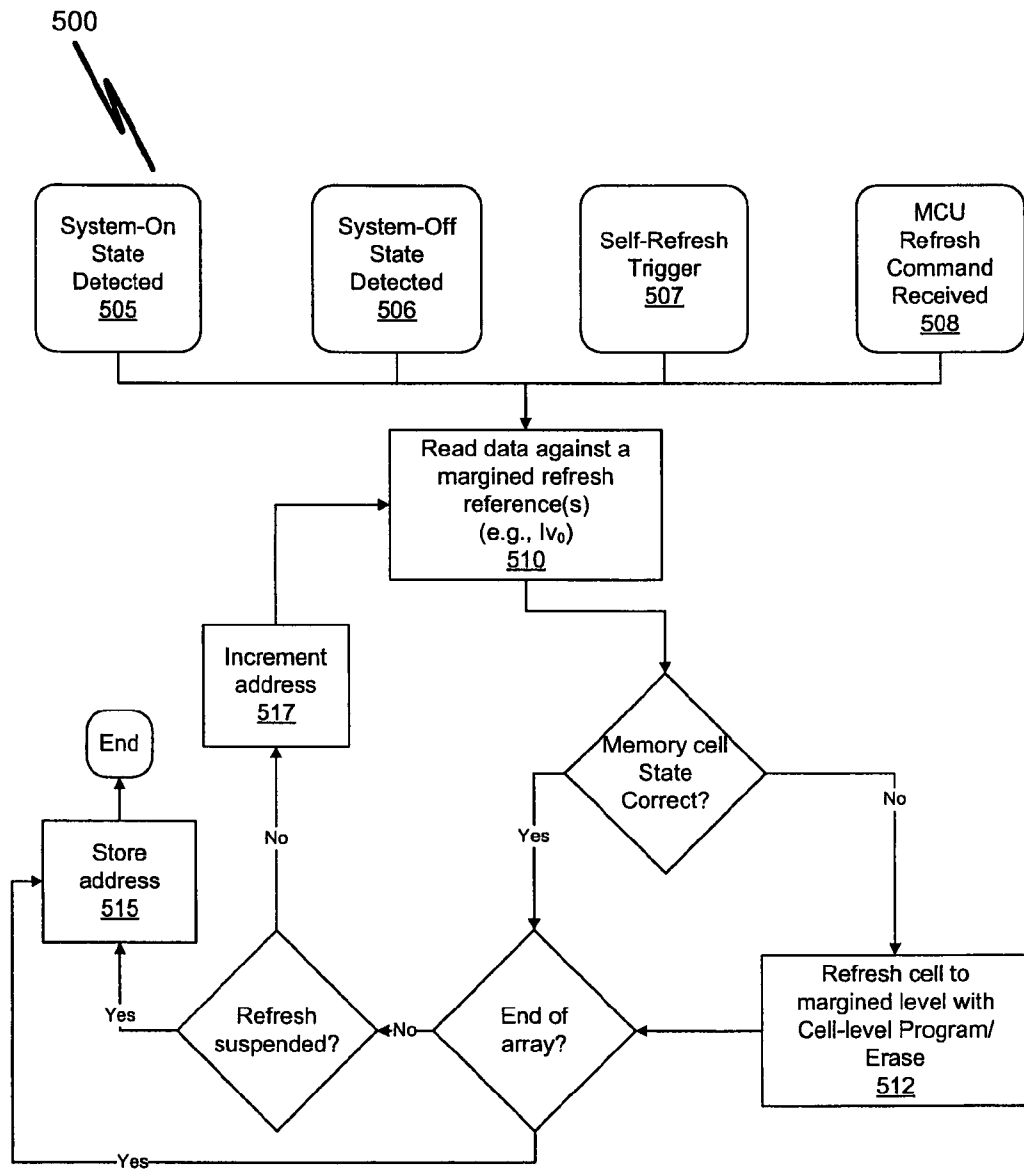 500
System-On
State
Detected
505
System-Off
State
Detected
506
Self-Refresh
Trigger
507
MCU
Refresh
Command
Received
508
Read data against a
margined refresh
reference(s)
(e.g., Iv₀)
510
Increment
address
517
End
Memory cell
State
Correct?
No
Yes
No
Store
address
515
Refresh cell to
margined level with
Cell-level Program/
Erase
512
Yes
Refresh
suspended?
No
End of
array?
Yes